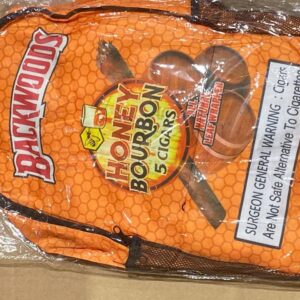 BACKWOODS
HONEY
BOURBON
5 CIGARS
SURGEON GENERAL WARNING : Cigars
Are Not Safe Alternative To Cigarettes